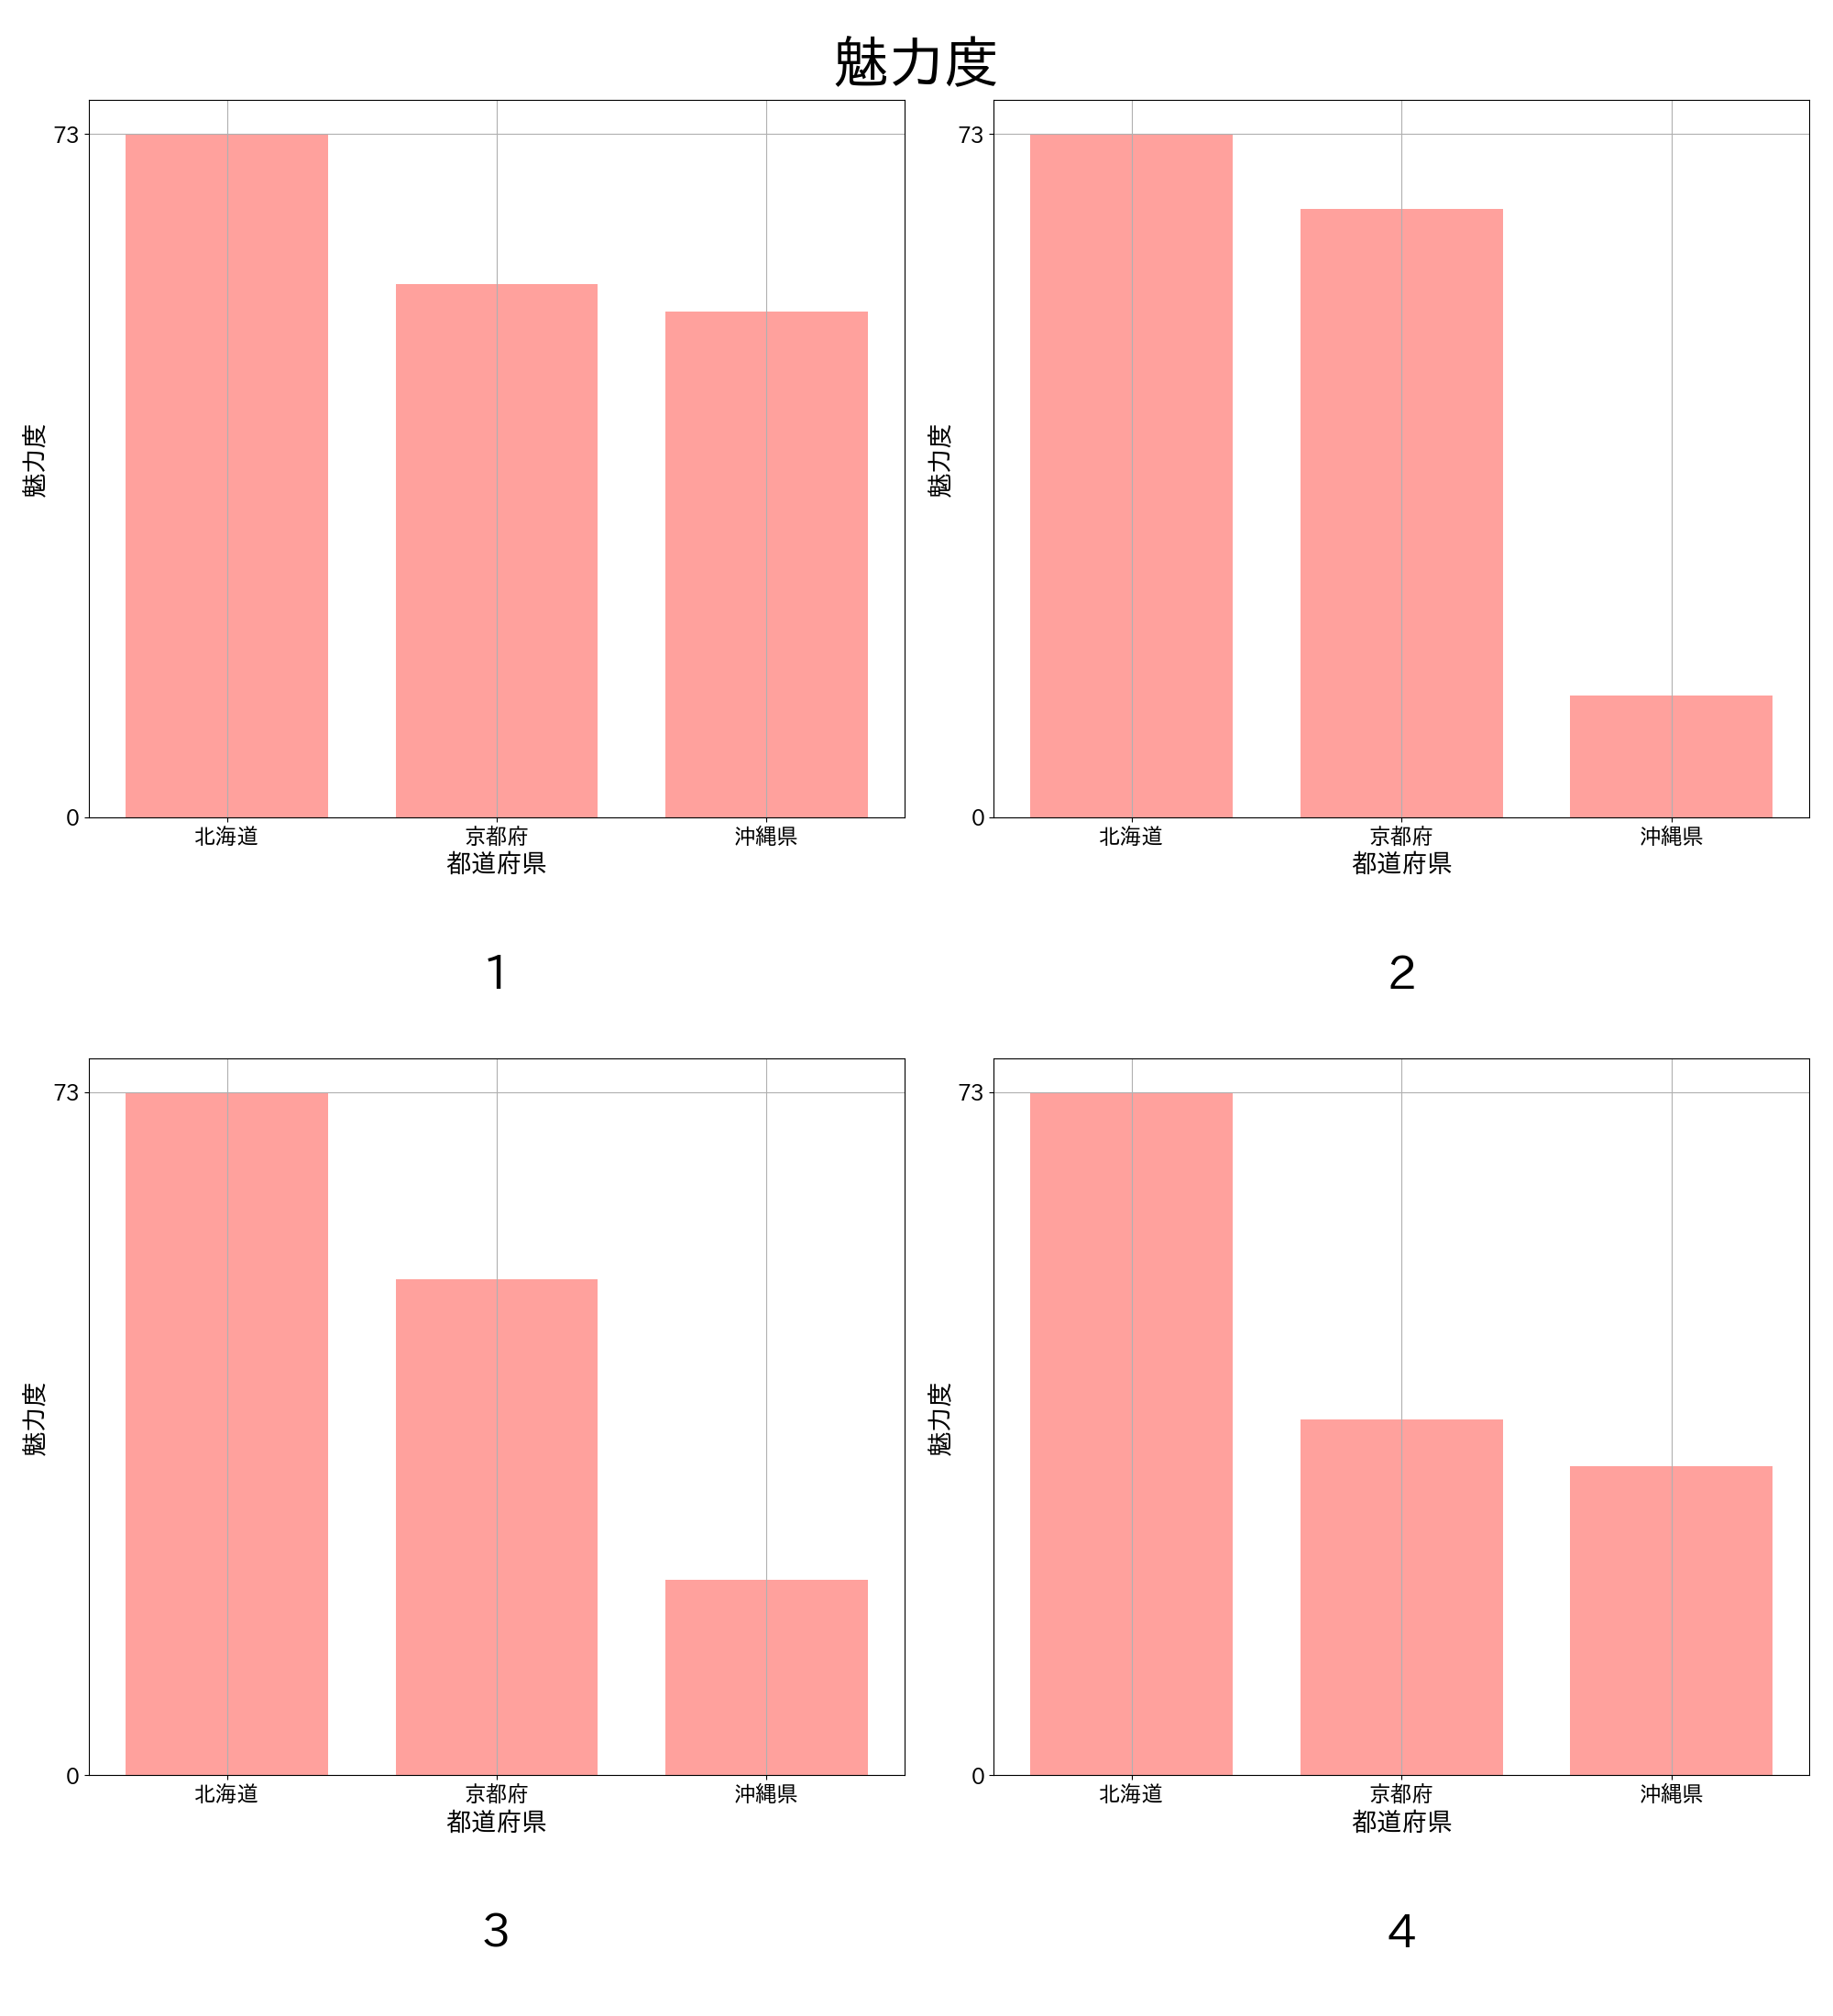 魅力度
73
魅力度
0
北海道 京都府 沖縄県
都道府県
1
73
魅力度
0
北海道 京都府 沖縄県
都道府県
2
73
魅力度
0
北海道 京都府 沖縄県
都道府県
3
73
魅力度
0
北海道 京都府 沖縄県
都道府県
4